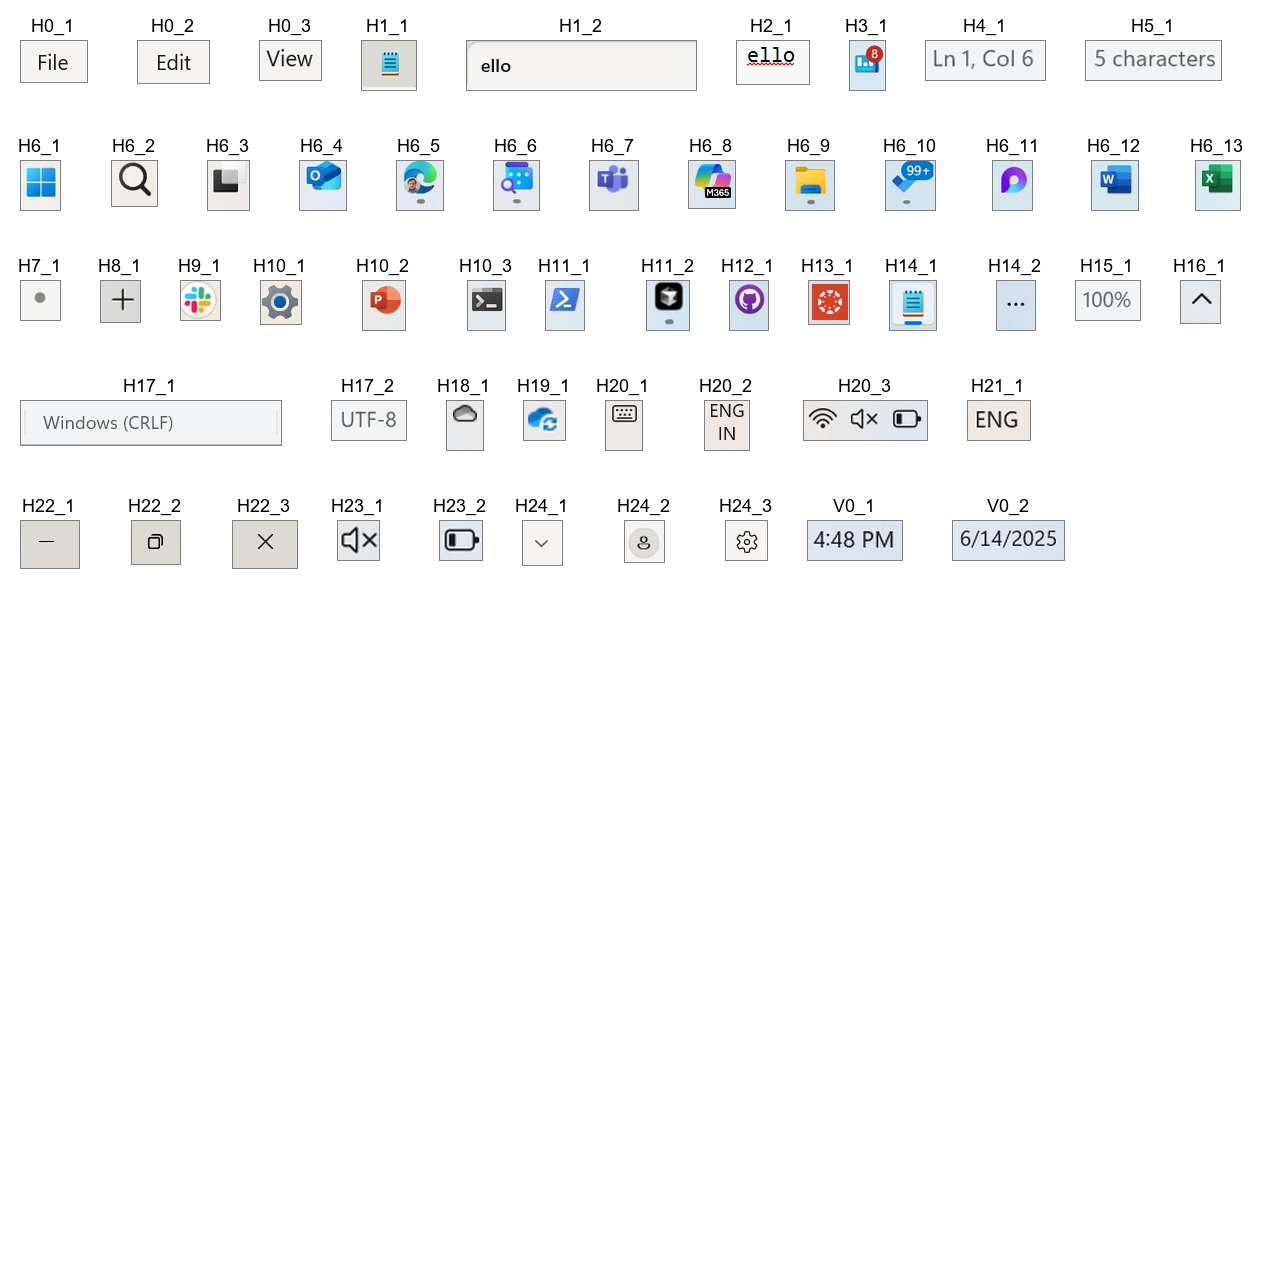 H0_1 H0_2 H0_3 H1_1 H1_2 H2_1 H3_1 H4_1 H5_1
File Edit View ello ello 8 Ln 1, Col 6 5 characters
H6_1 H6_2 H6_3 H6_4 H6_5 H6_6 H6_7 H6_8 H6_9 H6_10 H6_11 H6_12 H6_13
O T M365 99+ W X
H7_1 H8_1 H9_1 H10_1 H10_2 H10_3 H11_1 H11_2 H12_1 H13_1 H14_1 H14_2 H15_1 H16_1
P ... 100%
H17_1 H17_2 H18_1 H19_1 H20_1 H20_2 H20_3 H21_1
Windows (CRLF) UTF-8 ENG ENG
IN
H22_1 H22_2 H22_3 H23_1 H23_2 H24_1 H24_2 H24_3 V0_1 V0_2
4:48 PM 6/14/2025